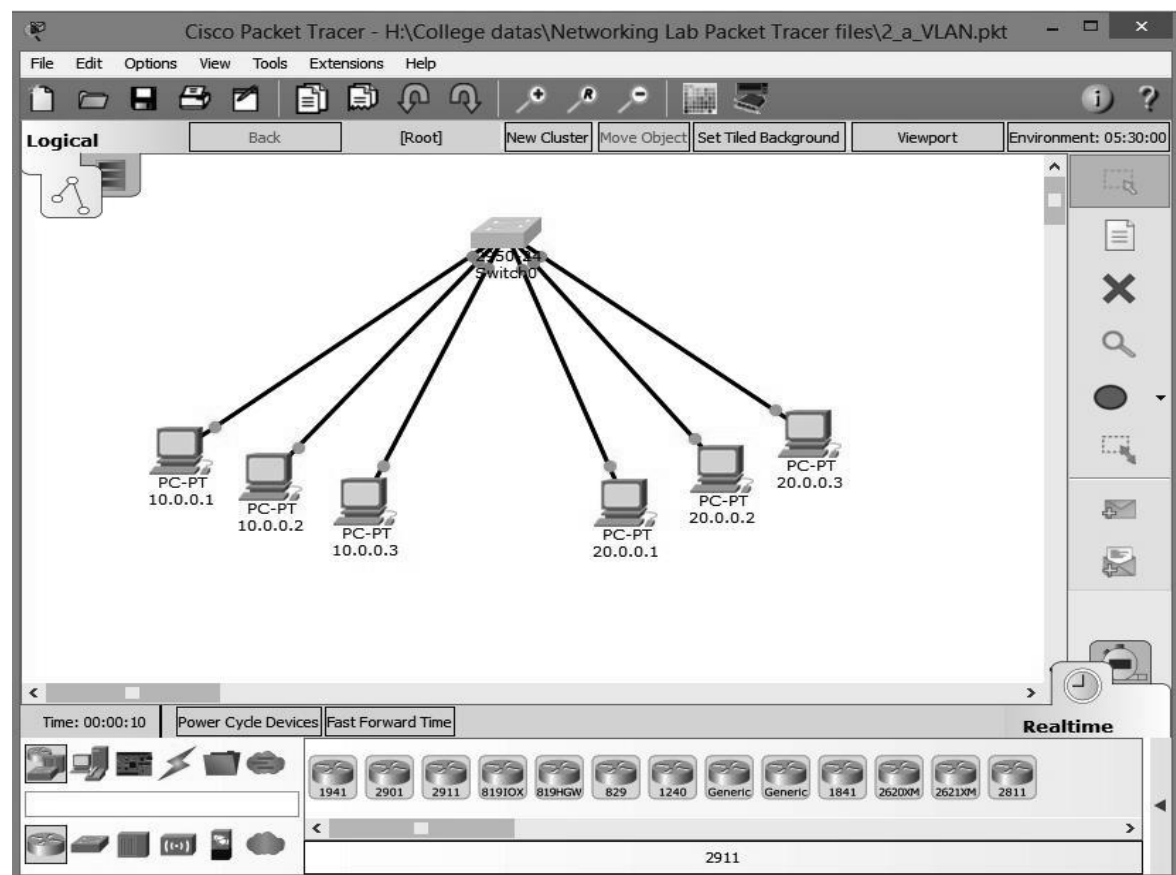 Cisco Packet Tracer - H:\College datas\Networking Lab Packet Tracer files\2_a_VLAN.pkt
File Edit Options View Tools Extensions Help
Logical Back [Root] New Cluster Move Object Set Tiled Background Viewport Environment: 05:30:00
2950-24
Switch0
PC-PT
10.0.0.1
PC-PT
10.0.0.2
PC-PT
10.0.0.3
PC-PT
20.0.0.1
PC-PT
20.0.0.2
PC-PT
20.0.0.3
Time: 00:00:10 Power Cycle Devices Fast Forward Time Realtime
1941 2901 2911 819IOX 819HGW 829 1240 Generic Generic 1841 2620XM 2621XM 2811
2911